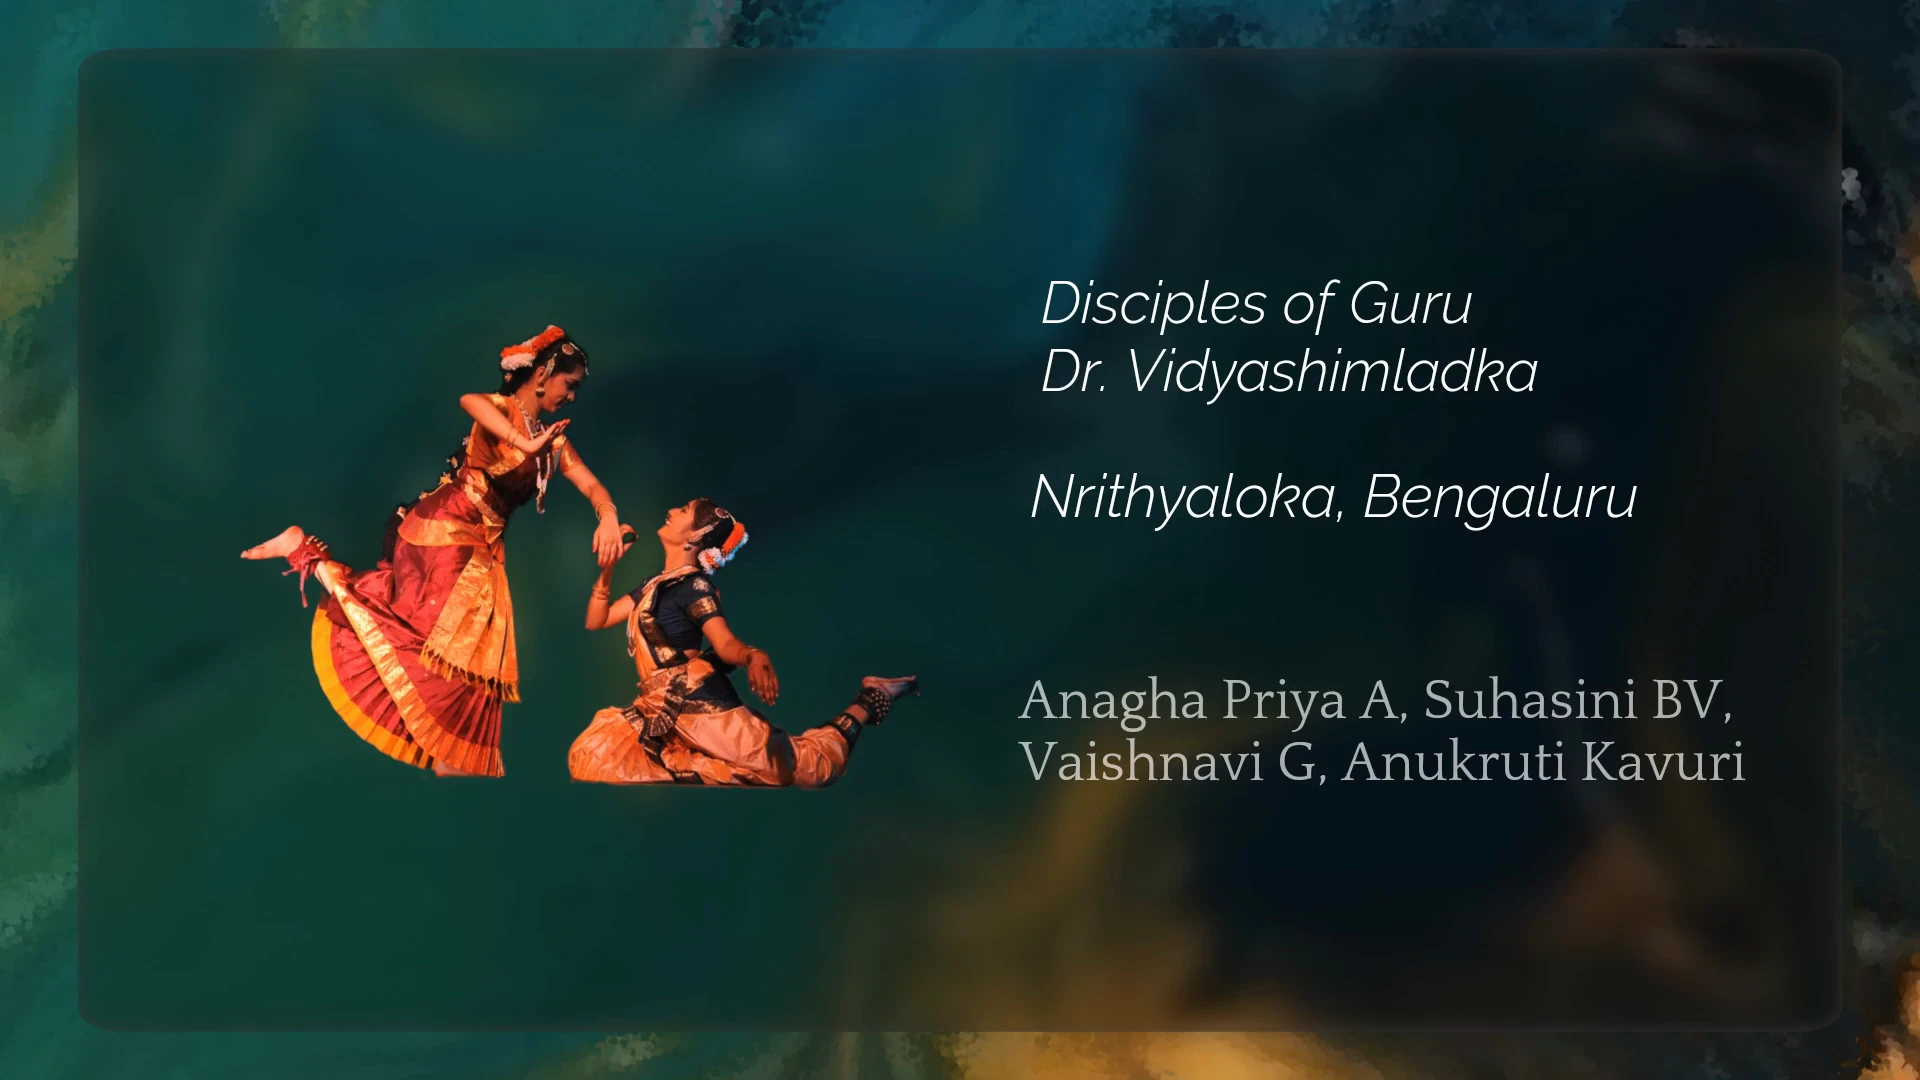 Disciples of Guru
Dr. Vidyashimladka
Nrithyaloka, Bengaluru
Anagha Priya A, Suhasini BV,
Vaishnavi G, Anukruti Kavuri